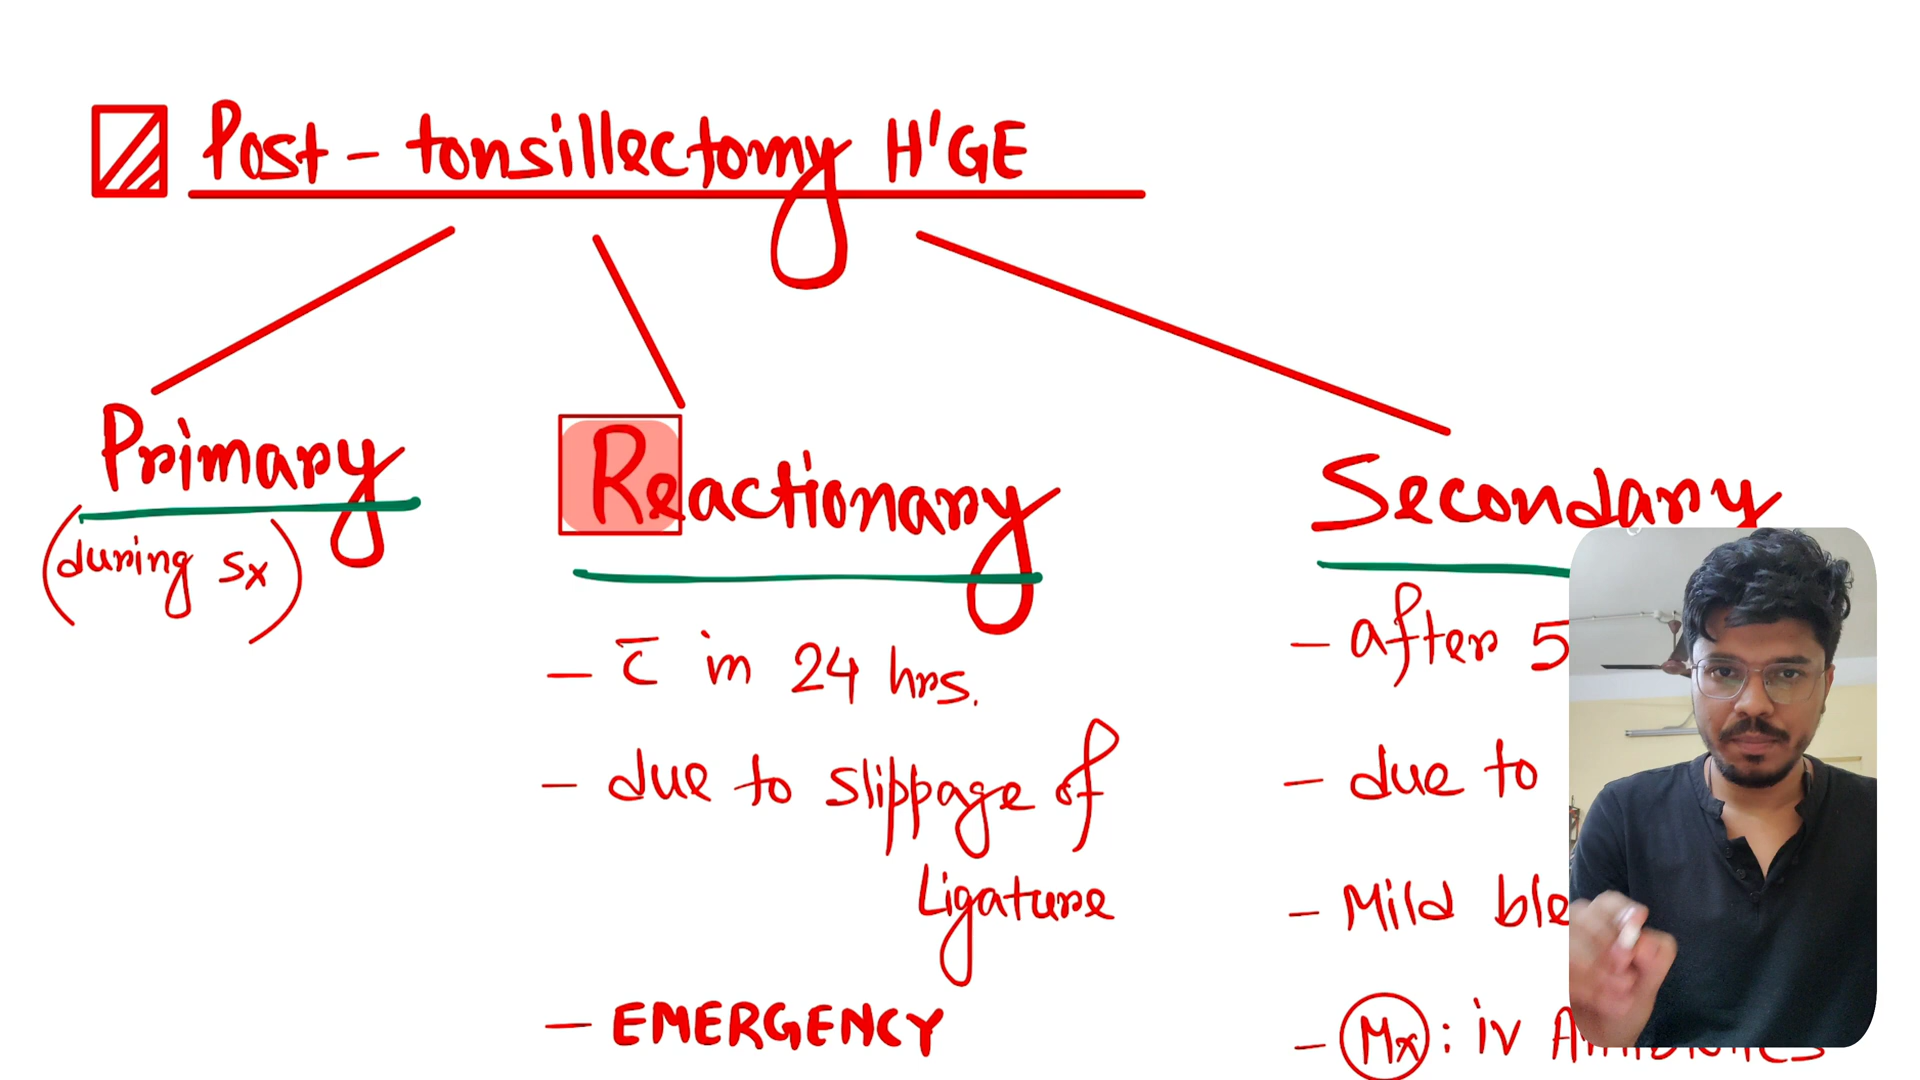 Post - tonsillectomy H'GE
Primary
(during sx)
Reactionary
- c̄ in 24 hrs.
- due to slippage of
Ligature
- EMERGENCY
Secondary
- after 5
- due to
- Mild
- Mx : iv Antibiotics